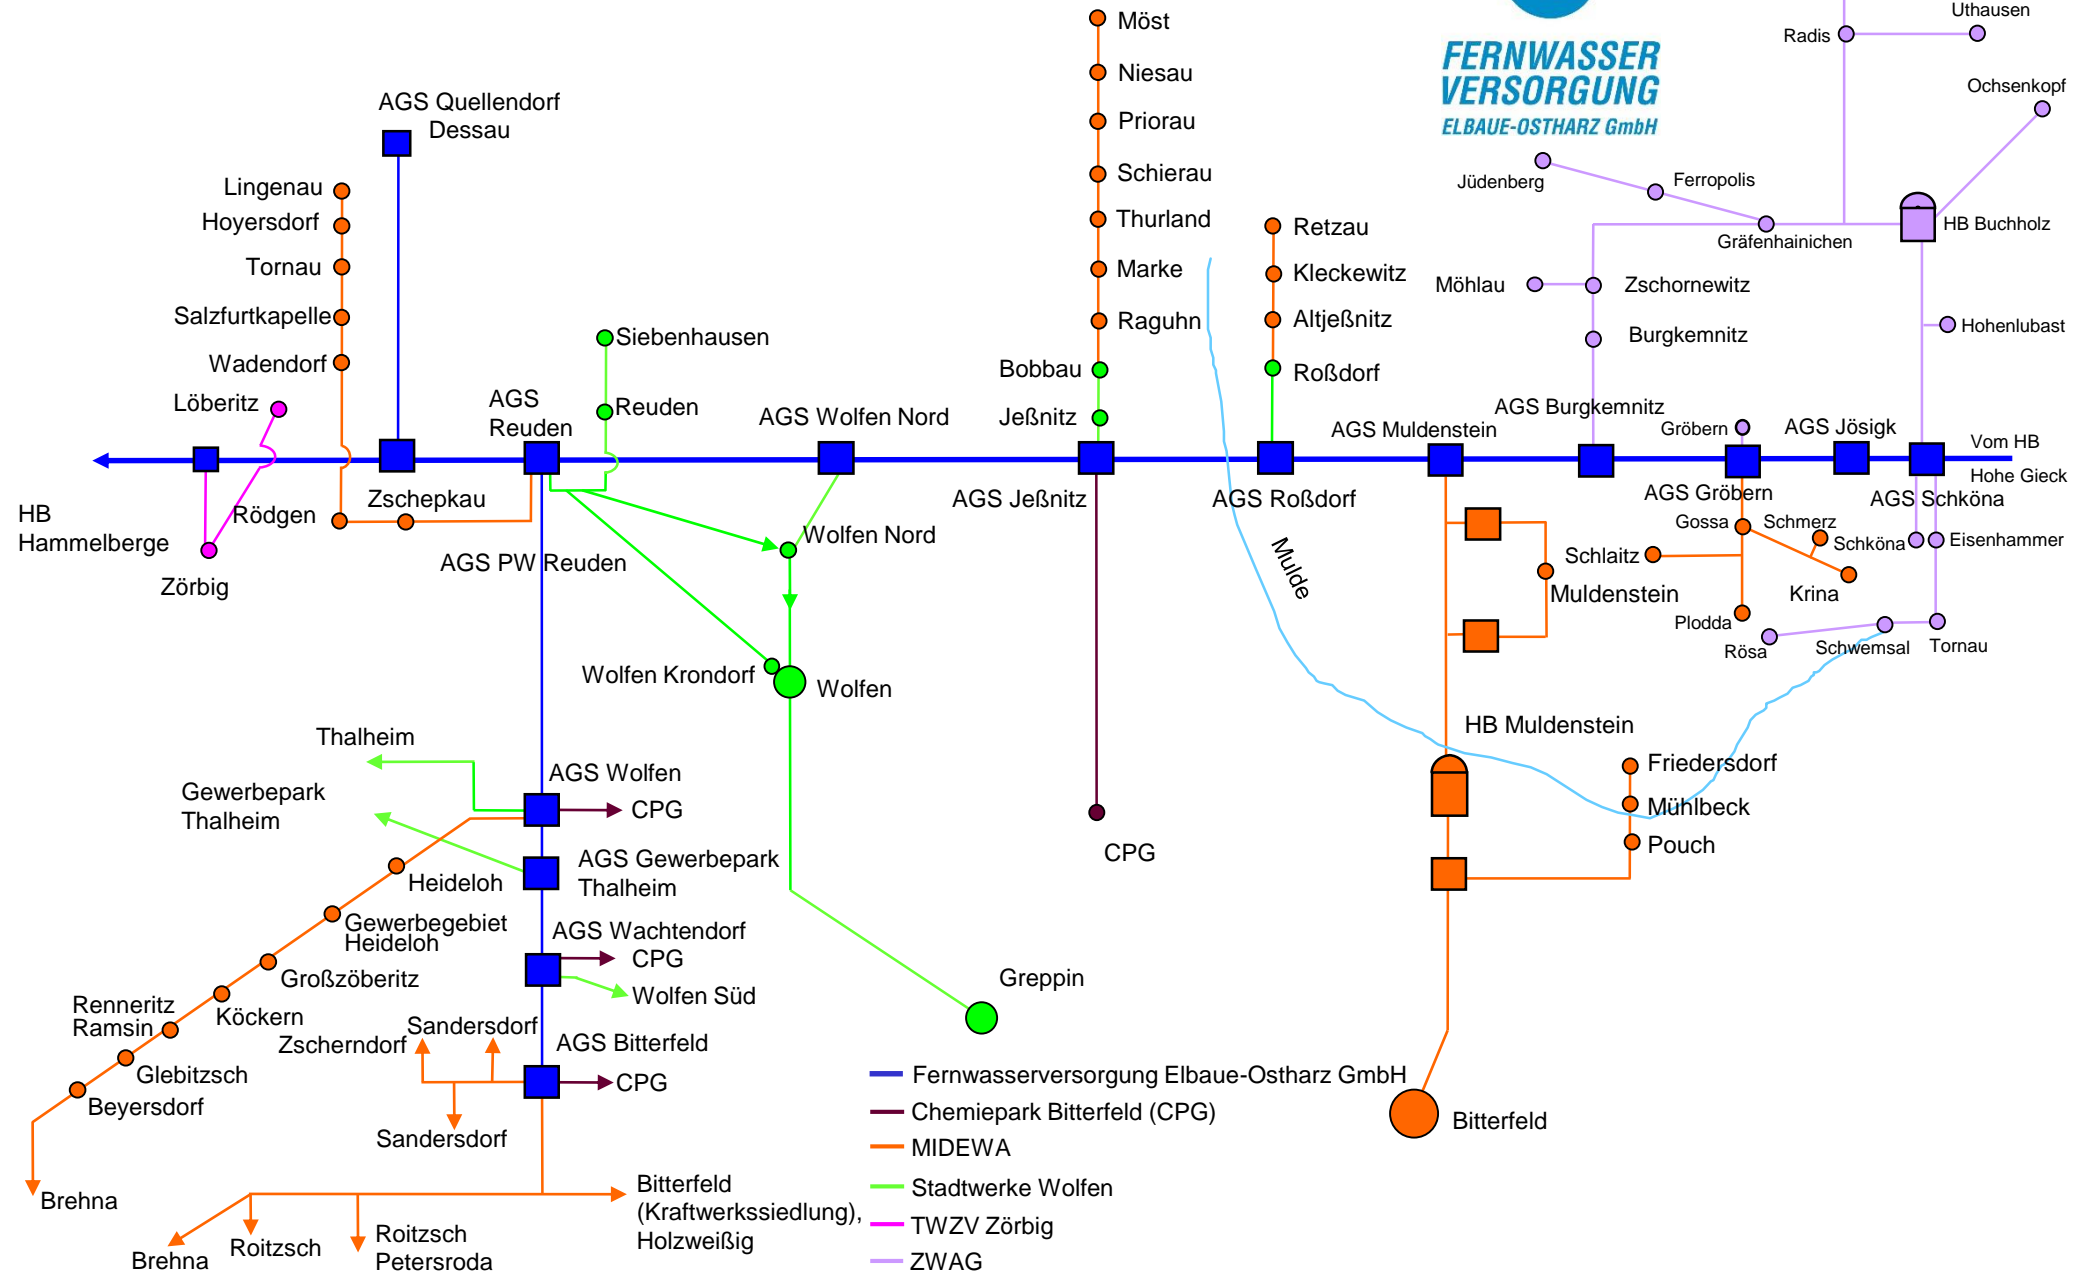 Möst
Niesau
Priorau
Schierau
Thurland
Marke
Raguhn
Bobbau
Jeßnitz
FERNWASSER
VERSORGUNG
ELBAUE-OSTHARZ GmbH
Uthausen
Radis
Ochsenkopf
Jüdenberg
Ferropolis
Gräfenhainichen
HB Buchholz
Möhlau
Zschornewitz
Hohenlubast
Burgkemnitz
AGS Quellendorf
Dessau
Lingenau
Hoyersdorf
Tornau
Salzfurtkapelle
Wadendorf
Löberitz
Siebenhausen
Reuden
AGS
Reuden
AGS Wolfen Nord
Retzau
Kleckewitz
Altjeßnitz
Roßdorf
AGS Muldenstein
AGS Burgkemnitz
Gröbern
AGS Jösigk
Vom HB
Hohe Gieck
HB
Hammelberge
Rödgen
Zschepkau
Zörbig
AGS PW Reuden
Wolfen Nord
AGS Jeßnitz
AGS Roßdorf
AGS Gröbern
AGS Schköna
Gossa
Schmerz
Schköna
Eisenhammer
Schlaitz
Muldenstein
Krina
Plodda
Rösa
Schwemsal
Tornau
Mulde
Wolfen Krondorf
Wolfen
HB Muldenstein
Friedersdorf
Mühlbeck
Pouch
Thalheim
AGS Wolfen
CPG
Gewerbepark
Thalheim
AGS Gewerbepark
Thalheim
CPG
Heideloh
Gewerbegebiet
Heideloh
Großzöberitz
Köckern
Renneritz
Ramsin
Glebitzsch
Beyersdorf
Brehna
AGS Wachtendorf
CPG
Wolfen Süd
Greppin
Sandersdorf
Zscherndorf
AGS Bitterfeld
CPG
Sandersdorf
Bitterfeld
Bitterfeld
(Kraftwerkssiedlung),
Holzweißig
Brehna
Roitzsch
Roitzsch
Petersroda
Fernwasserversorgung Elbaue-Ostharz GmbH
Chemiepark Bitterfeld (CPG)
MIDEWA
Stadtwerke Wolfen
TWZV Zörbig
ZWAG